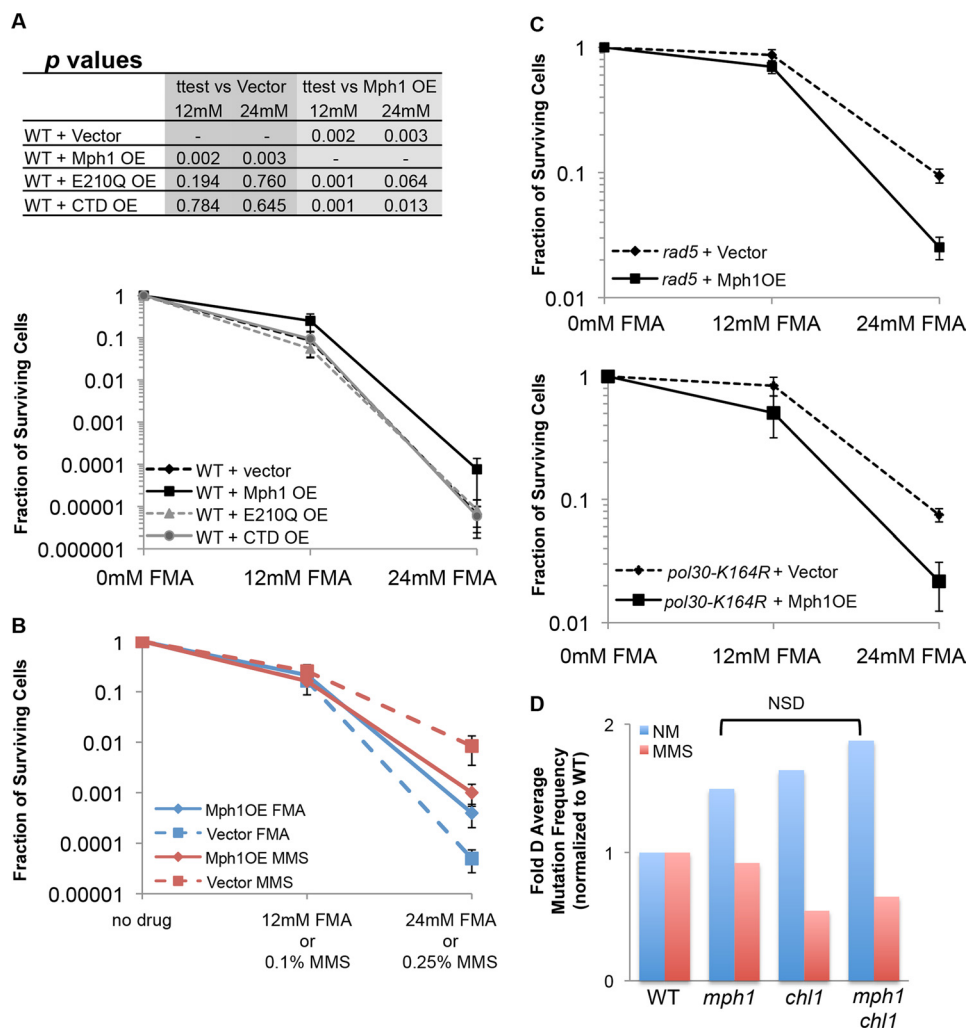 A
p values
ttest vs Vector ttest vs Mph1 OE
12mM 24mM 12mM 24mM
WT + Vector - - 0.002 0.003
WT + Mph1 OE 0.002 0.003 - -
WT + E210Q OE 0.194 0.760 0.001 0.064
WT + CTD OE 0.784 0.645 0.001 0.013
Fraction of Surviving Cells
1
0.1
0.01
0.001
0.0001
0.00001
0.000001
WT + vector
WT + Mph1 OE
WT + E210Q OE
WT + CTD OE
0mM FMA 12mM FMA 24mM FMA
B
Fraction of Surviving Cells
1
0.1
0.01
0.001
0.0001
0.00001
Mph1OE FMA
Vector FMA
Mph1OE MMS
Vector MMS
no drug 12mM FMA 24mM FMA
or or
0.1% MMS 0.25% MMS
C
Fraction of Surviving Cells
1
0.1
0.01
rad5 + Vector
rad5 + Mph1OE
0mM FMA 12mM FMA 24mM FMA
Fraction of Surviving Cells
1
0.1
0.01
pol30-K164R + Vector
pol30-K164R + Mph1OE
0mM FMA 12mM FMA 24mM FMA
D
NSD
Fold D Average
Mutation Frequency
(normalized to WT)
2
1
0
NM
MMS
WT mph1 chl1 mph1
chl1